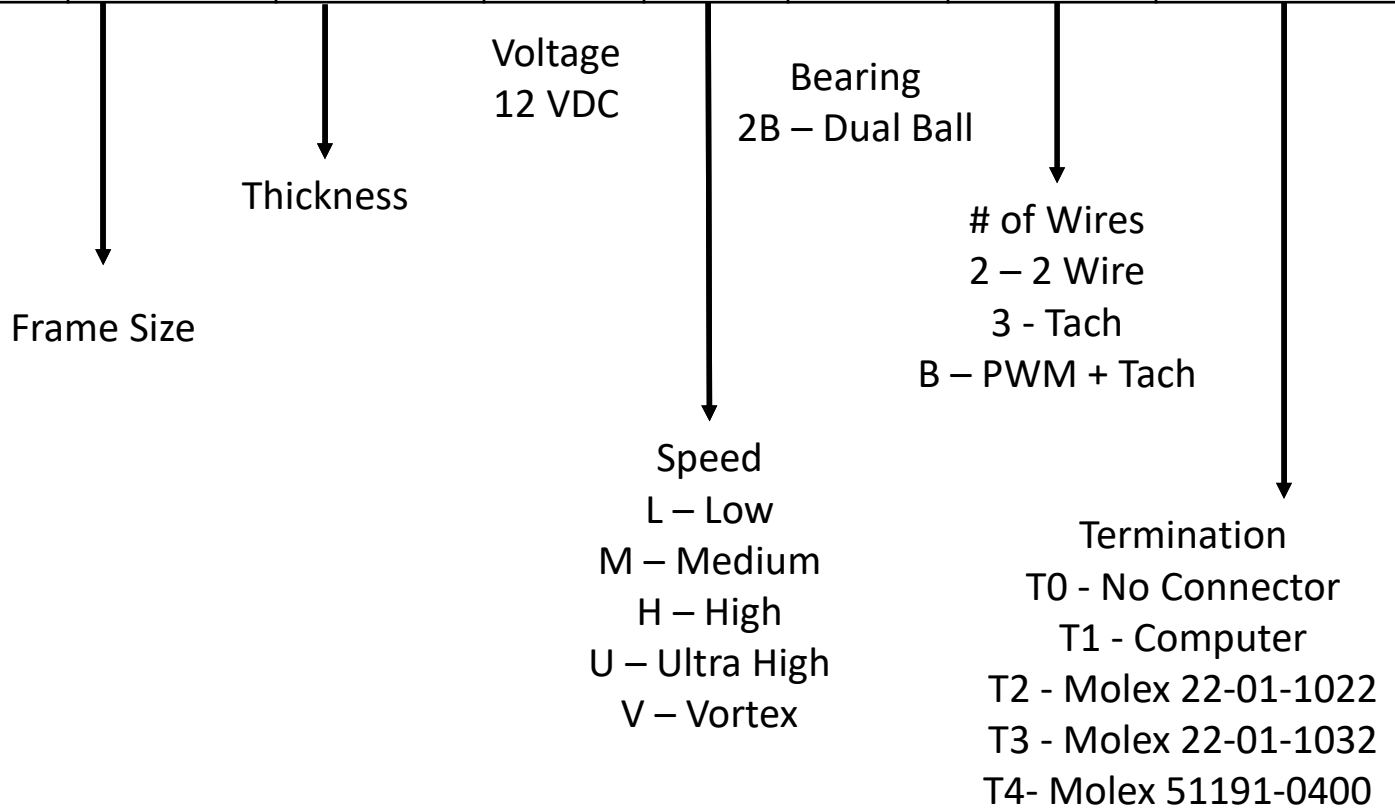 Voltage
12 VDC
Bearing
2B – Dual Ball
Thickness
# of Wires
2 – 2 Wire
3 - Tach
B – PWM + Tach
Frame Size
Speed
L – Low
M – Medium
H – High
U – Ultra High
V – Vortex
Termination
T0 - No Connector
T1 - Computer
T2 - Molex 22-01-1022
T3 - Molex 22-01-1032
T4- Molex 51191-0400